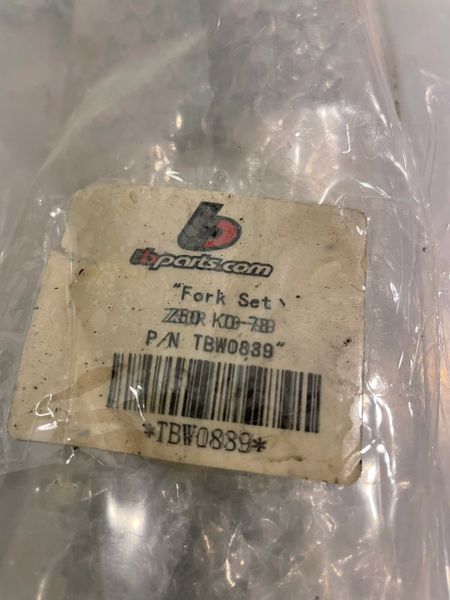 tbparts.com
"Fork Set
P/N TBW0889"
*TBW0889*